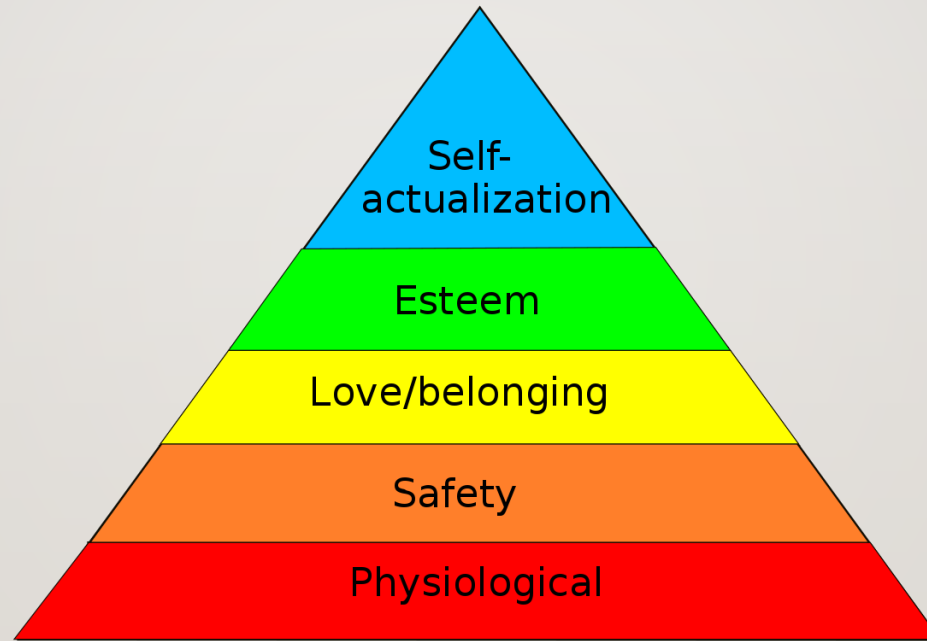 Self-
actualization
Esteem
Love/belonging
Safety
Physiological